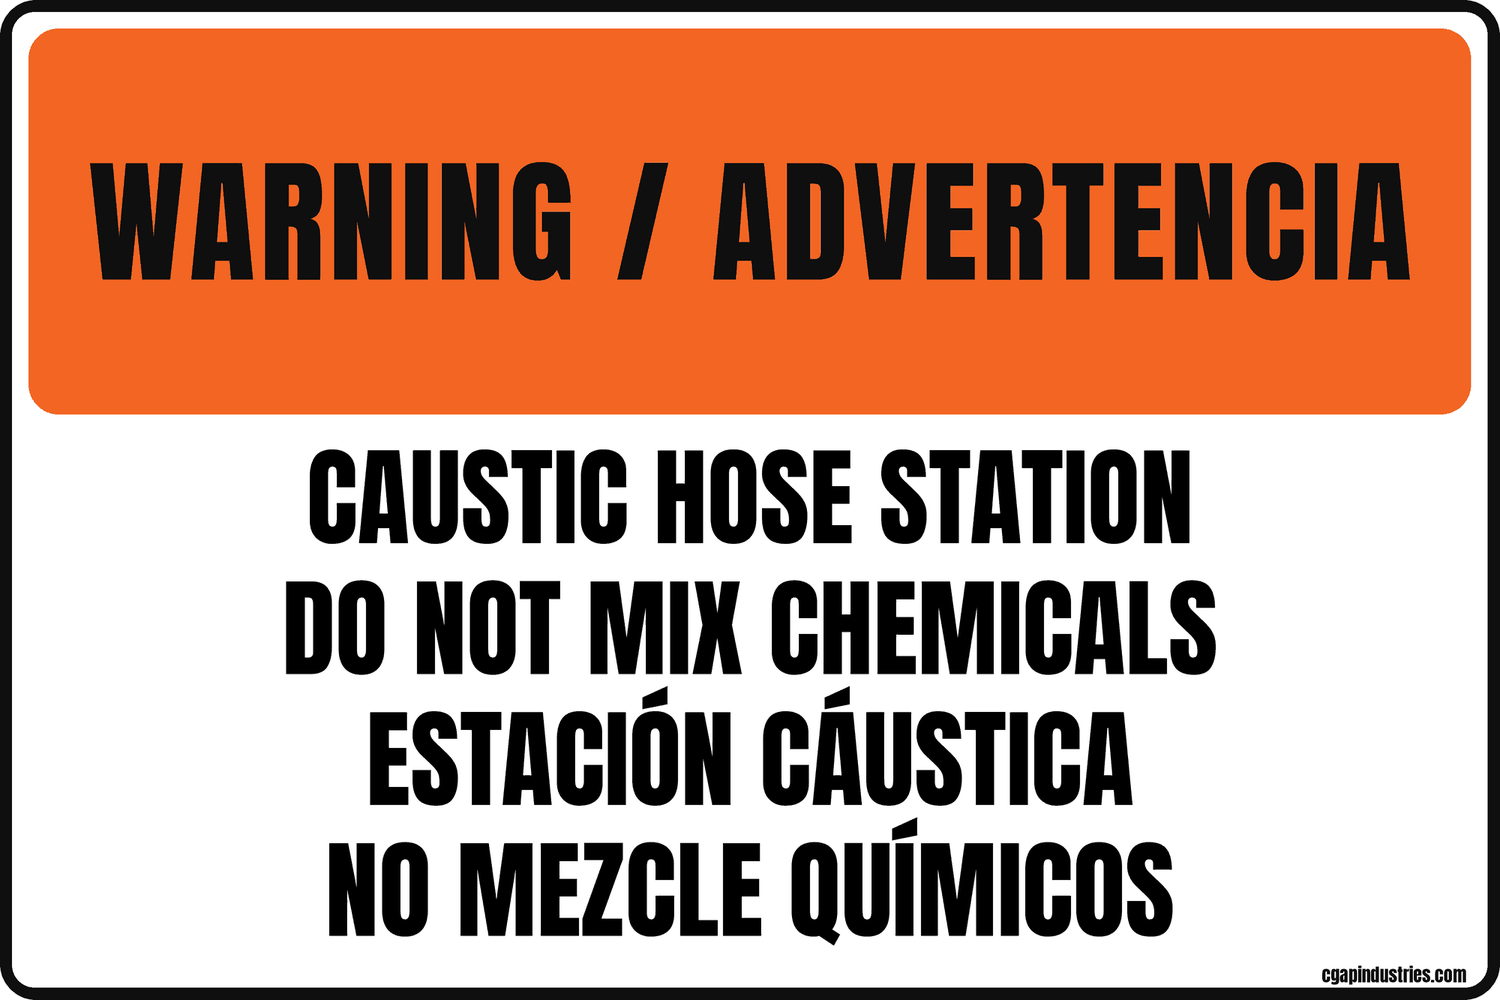 WARNING / ADVERTENCIA
CAUSTIC HOSE STATION
DO NOT MIX CHEMICALS
ESTACIÓN CÁUSTICA
NO MEZCLE QUÍMICOS
cgapindustries.com